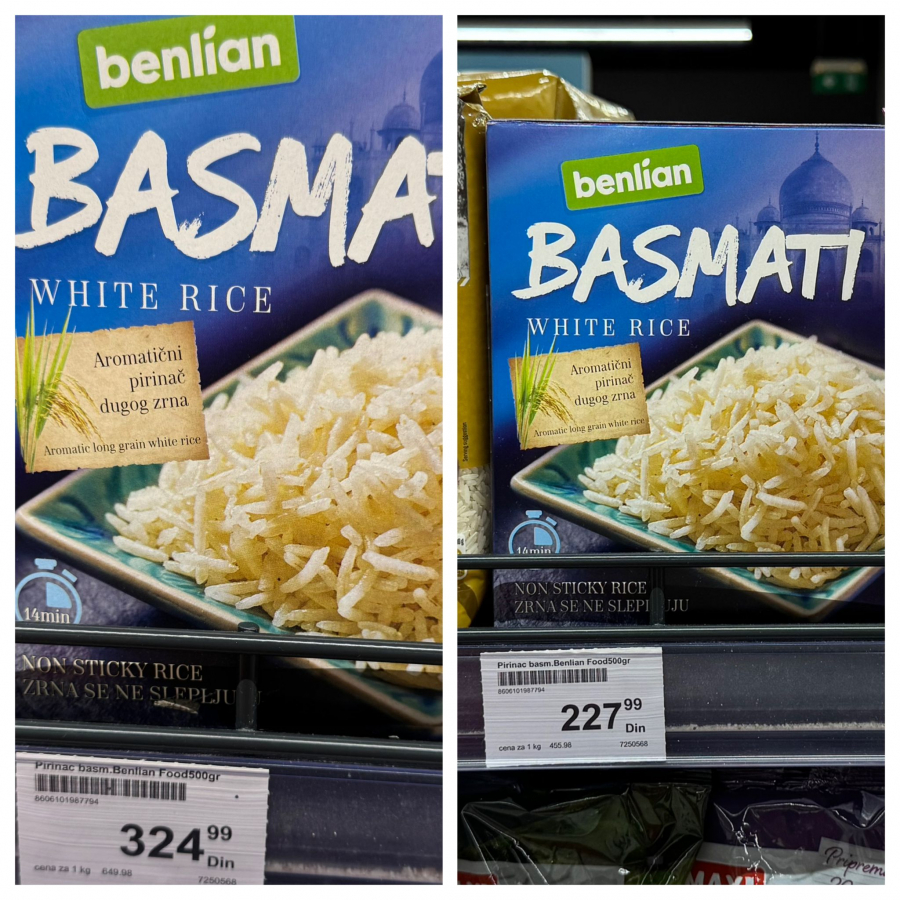 benlian
BASMA
WHITE RICE
Aromatični
pirinač
dugog zrna
Aromatic long grain white rice
14min
NON STICKY RICE
ZRNA SE NE SLEPLJU
Pirinac basm.Benlian Food500gr
8606101987794
324 99
Din
cena za 1 kg 649.98
7250568
benlian
BASMATI
WHITE RICE
Aromatični
pirinač
dugog zrna
Aromatic long grain white rice
Serving suggestion
14min
NON STICKY RICE
ZRNA SE NE SLEPLJUJU
Pirinac basm.Benlian Food500gr
8606101987794
227 99
Din
cena za 1 kg 455.98 7250568
MAXI
Priprem